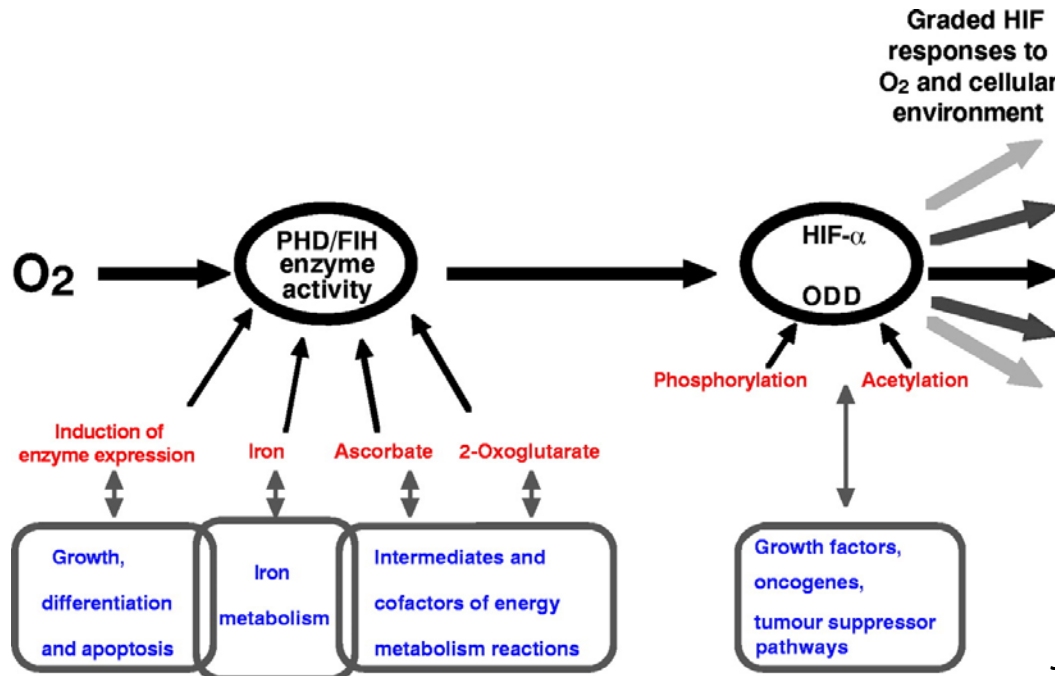 Graded HIF
responses to
O2 and cellular
environment
O2
PHD/FIH
enzyme
activity
HIF-α
ODD
Phosphorylation
Acetylation
Induction of
enzyme expression
Iron
Ascorbate
2-Oxoglutarate
Growth,
differentiation
and apoptosis
Iron
metabolism
Intermediates and
cofactors of energy
metabolism reactions
Growth factors,
oncogenes,
tumour suppressor
pathways